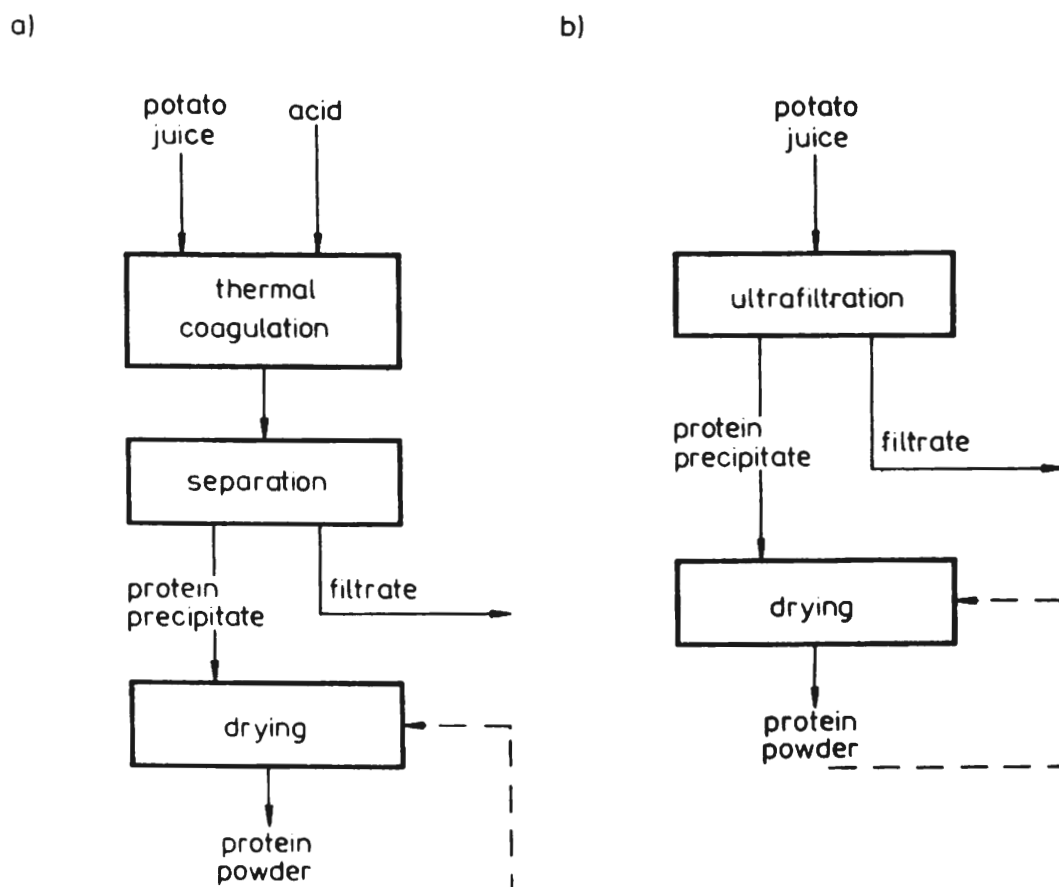 a)
potato
juice
acid
thermal
coagulation
separation
protein
precipitate
filtrate
drying
protein
powder
b)
potato
juice
ultrafiltration
protein
precipitate
filtrate
drying
protein
powder